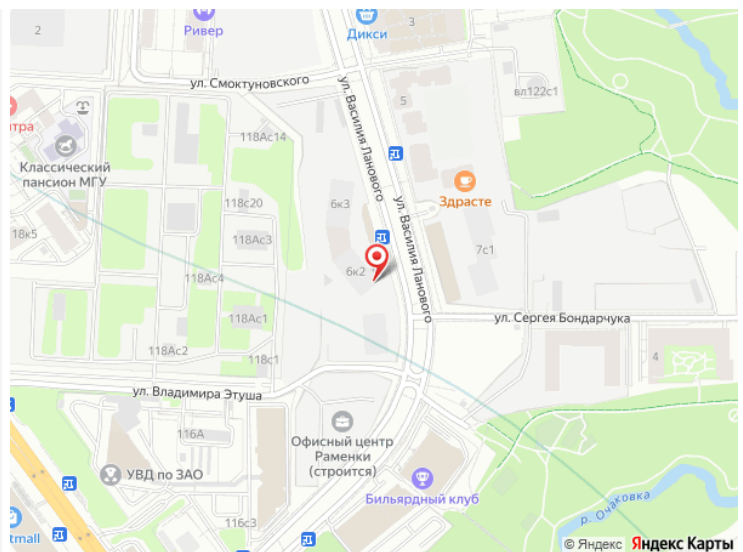 2
Ривер
Дикси
3
ул. Смоктуновского
ул. Василия Ланового
5
вл122с1
нтра
118Ас14
Классический
пансион МГУ
Здрасте
6к3
118с20
ул. Василия Ланового
18к5
118Ас3
7с1
6к2
118Ас4
118Ас1
ул. Сергея Бондарчука
118Ас2
118с1
4
ул. Владимира Этуша
116А
Офисный центр
Раменки
(строится)
УВД по ЗАО
Бильярдный клуб
р. Очаковка
116с3
tmall
© Яндекс Яндекс Карты